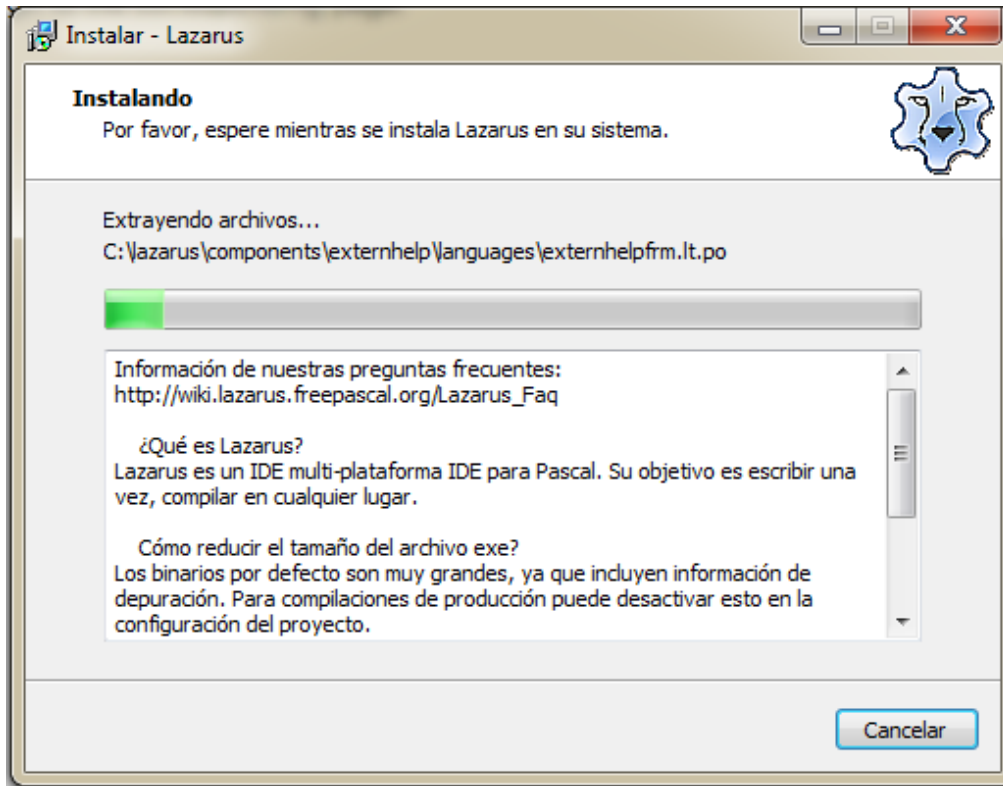 Instalar - Lazarus
Instalando
Por favor, espere mientras se instala Lazarus en su sistema.
Extrayendo archivos...
C:\lazarus\components\externhelp\languages\externhelpfrm.lt.po
Información de nuestras preguntas frecuentes:
http://wiki.lazarus.freepascal.org/Lazarus_Faq
¿Qué es Lazarus?
Lazarus es un IDE multi-plataforma IDE para Pascal. Su objetivo es escribir una
vez, compilar en cualquier lugar.
Cómo reducir el tamaño del archivo exe?
Los binarios por defecto son muy grandes, ya que incluyen información de
depuración. Para compilaciones de producción puede desactivar esto en la
configuración del proyecto.
Cancelar